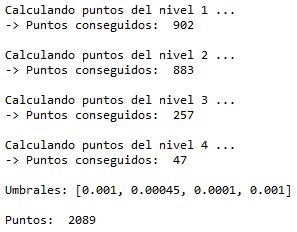 Calculando puntos del nivel 1 ...
-> Puntos conseguidos:  902
Calculando puntos del nivel 2 ...
-> Puntos conseguidos:  883
Calculando puntos del nivel 3 ...
-> Puntos conseguidos:  257
Calculando puntos del nivel 4 ...
-> Puntos conseguidos:  47
Umbrales: [0.001, 0.00045, 0.0001, 0.001]
Puntos:  2089